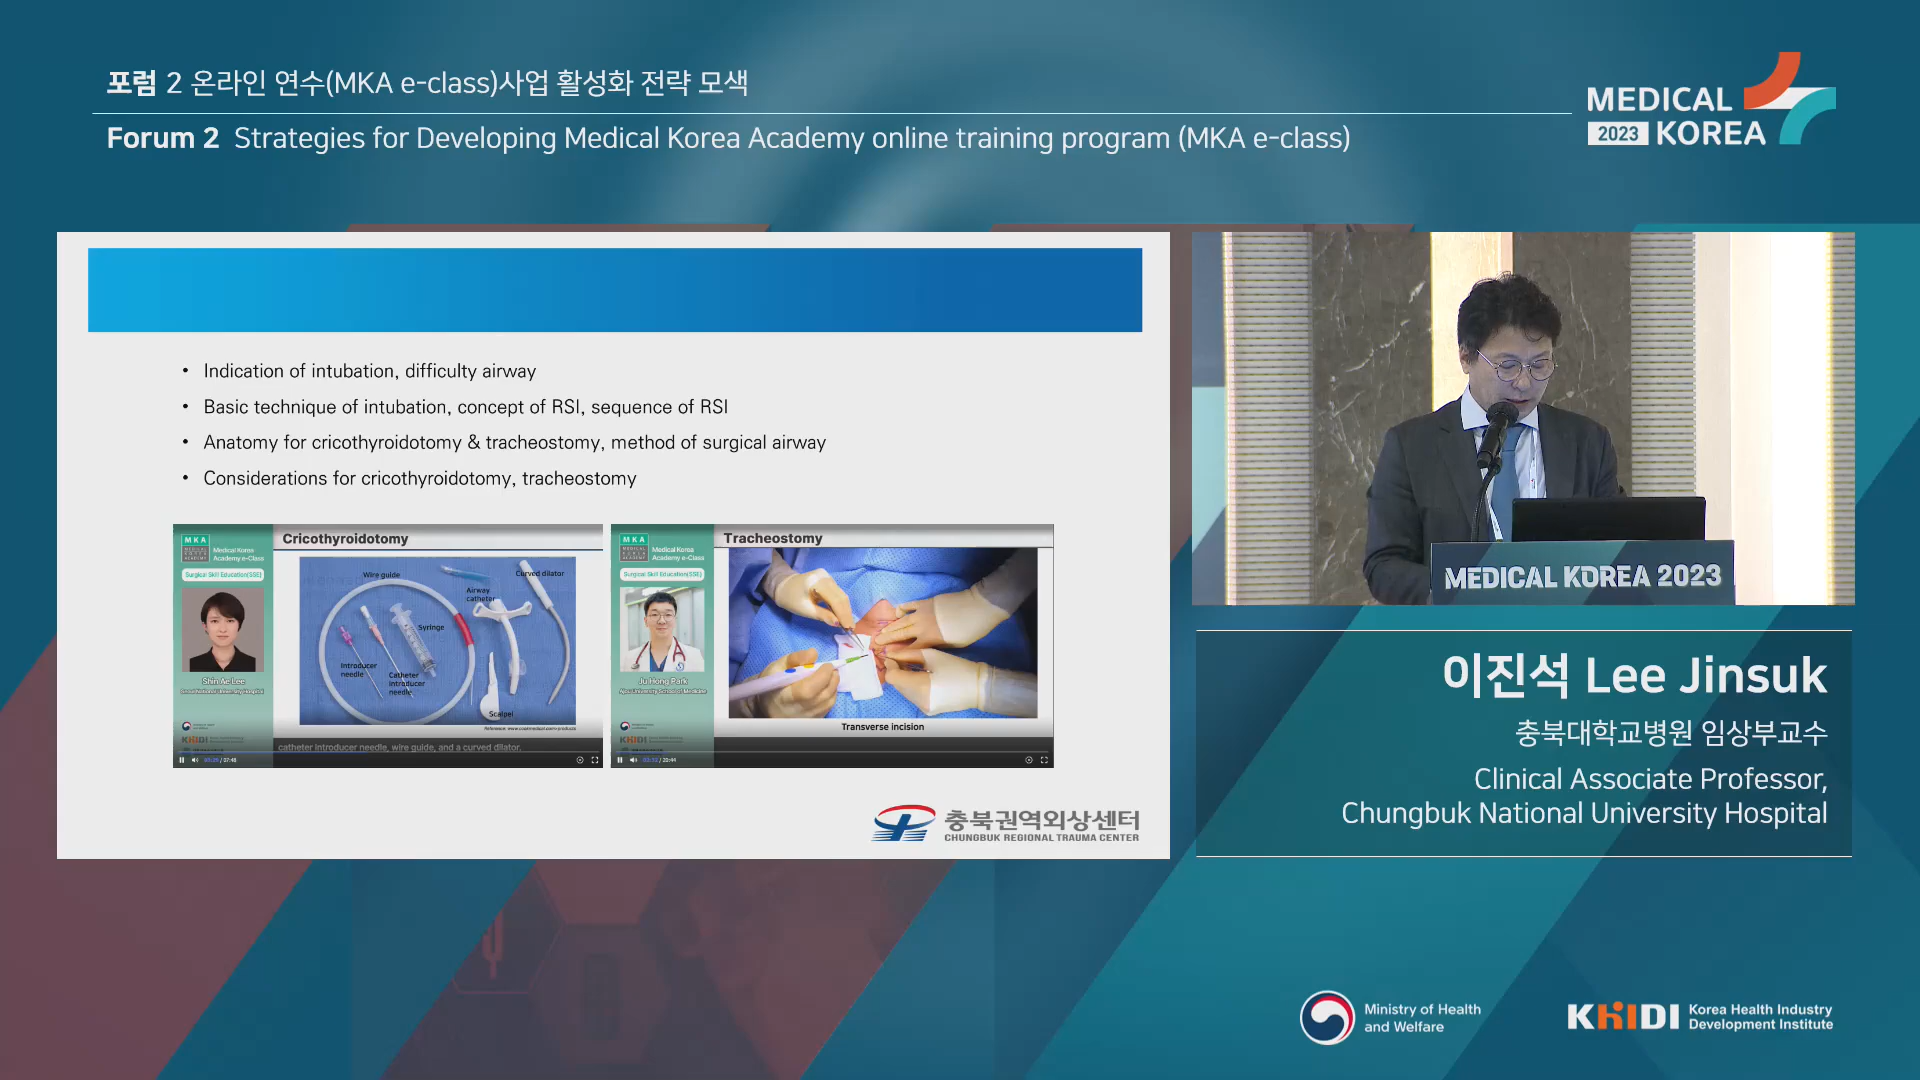 포럼 2 온라인 연수(MKA e-class)사업 활성화 전략 모색
Forum 2 Strategies for Developing Medical Korea Academy online training program (MKA e-class)
MEDICAL
2023 KOREA
• Indication of intubation, difficulty airway
• Basic technique of intubation, concept of RSI, sequence of RSI
• Anatomy for cricothyroidotomy & tracheostomy, method of surgical airway
• Considerations for cricothyroidotomy, tracheostomy
MKA
Medical Korea
Academy e-Class
Surgical Skill Education(SSE)
Shin Ae Lee
Cricothyroidotomy
Wire guide
Curved dilator
Airway
catheter
Syringe
Introducer
needle
Catheter
introducer
needle
Scalpel
catheter introducer needle, wire guide, and a curved dilator.
MKA
Medical Korea
Academy e-Class
Surgical Skill Education(SSE)
Ju Hong Park
Ajou University School of Medicine
Tracheostomy
Transverse incision
충북권역외상센터
CHUNGBUK REGIONAL TRAUMA CENTER
MEDICAL KOREA 2023
이진석 Lee Jinsuk
충북대학교병원 임상부교수
Clinical Associate Professor,
Chungbuk National University Hospital
Ministry of Health
and Welfare
KHIDI Korea Health Industry
Development Institute